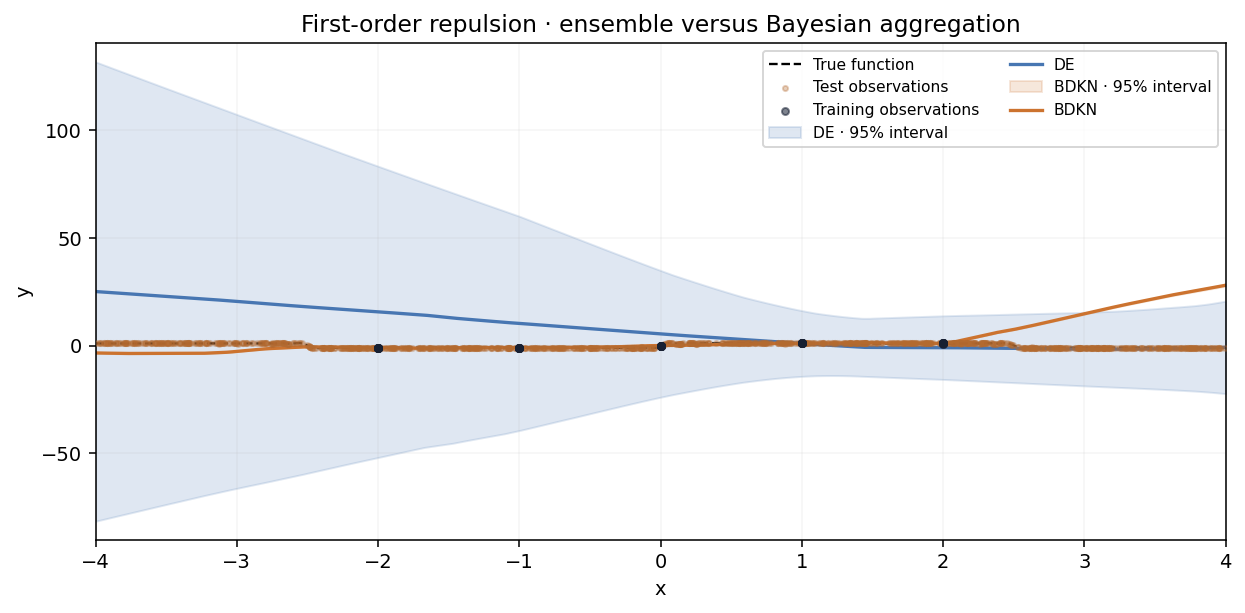 First-order repulsion · ensemble versus Bayesian aggregation
True function
Test observations
Training observations
DE · 95% interval
DE
BDKN · 95% interval
BDKN
100
50
0
−50
y
−4
−3
−2
−1
0
1
2
3
4
x